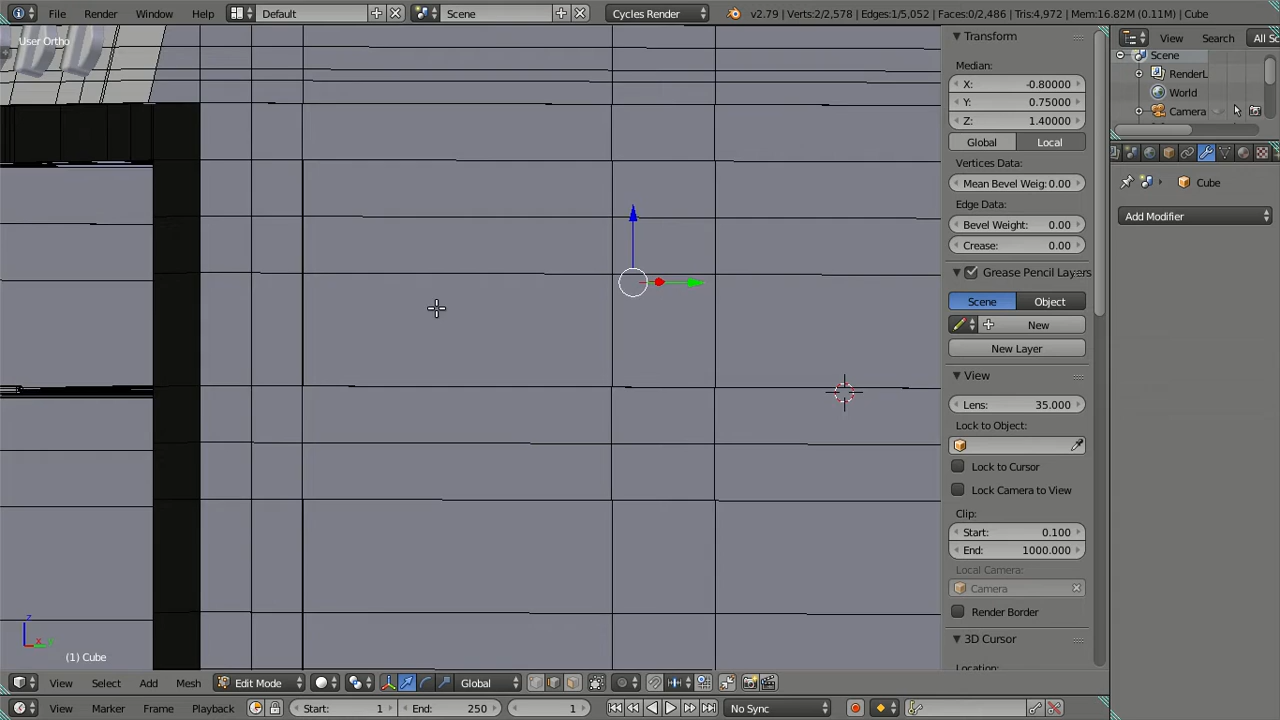 File Render Window Help Default Scene Cycles Render v2.79 | Verts:2/2,578 | Edges:1/5,052 | Faces:0/2,486 | Tris:4,972 | Mem:16.82M (0.11M) | Cube
User Ortho
(1) Cube
z
x
y
Transform
Median:
X: -0.80000
Y: 0.75000
Z: 1.40000
Global Local
Vertices Data:
Mean Bevel Weig: 0.00
Edge Data:
Bevel Weight: 0.00
Crease: 0.00
Grease Pencil Layers
Scene Object
New
New Layer
View
Lens: 35.000
Lock to Object:
Lock to Cursor
Lock Camera to View
Clip:
Start: 0.100
End: 1000.000
Local Camera:
Camera
Render Border
3D Cursor
Location:
View Search All Sc
Scene
RenderL
World
Camera
Cube
Add Modifier
View Select Add Mesh Edit Mode Global
View Marker Frame Playback Start: 1 End: 250 1 No Sync